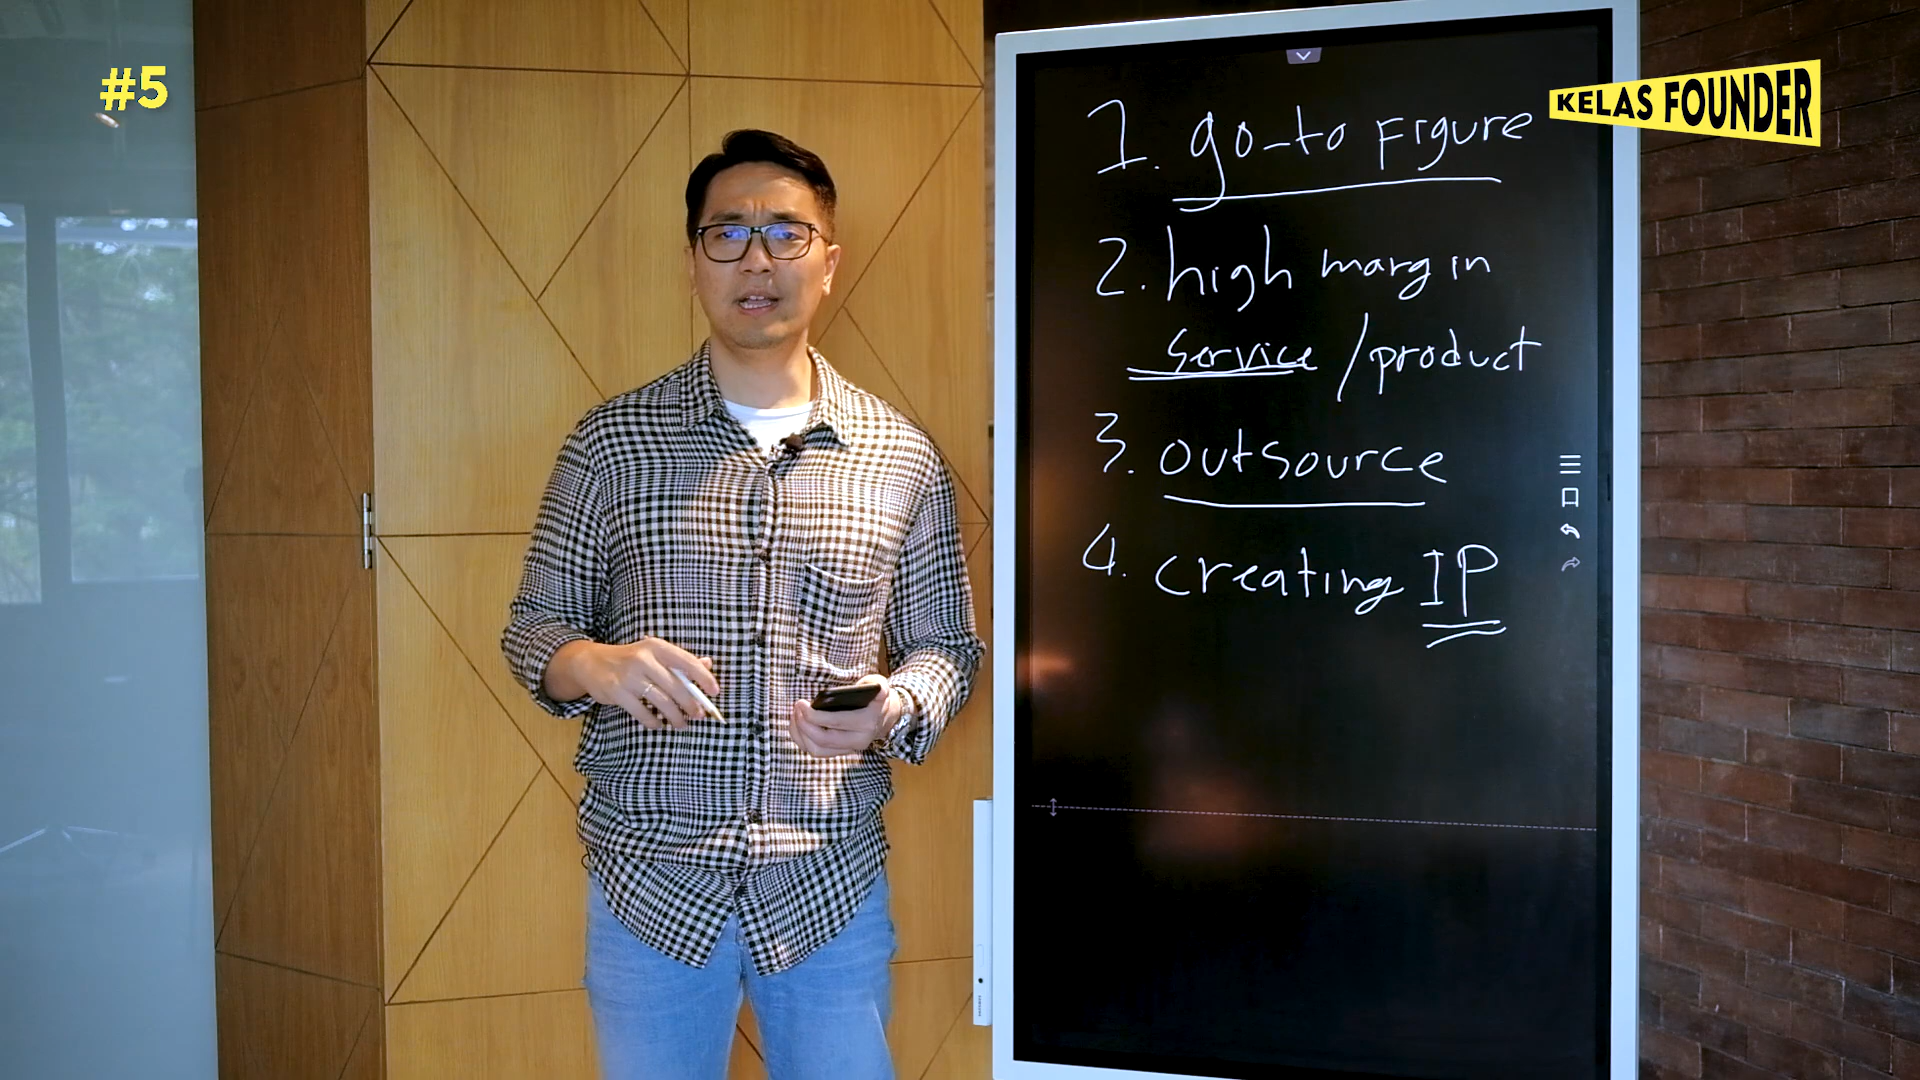 #5
KELAS FOUNDER
1. go-to Figure
2. high margin
service / product
3. outsource
4. creating IP